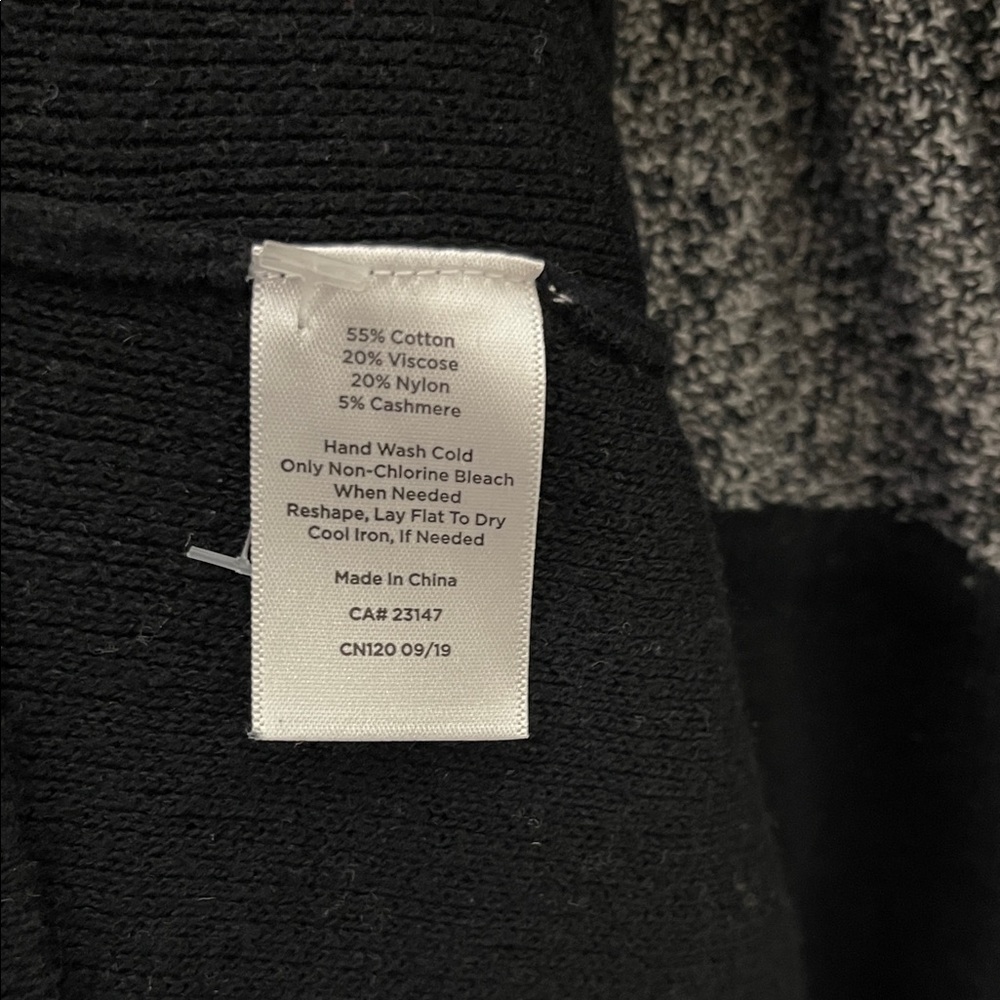 55% Cotton
20% Viscose
20% Nylon
5% Cashmere
Hand Wash Cold
Only Non-Chlorine Bleach
When Needed
Reshape, Lay Flat To Dry
Cool Iron, If Needed
Made In China
CA# 23147
CN120 09/19